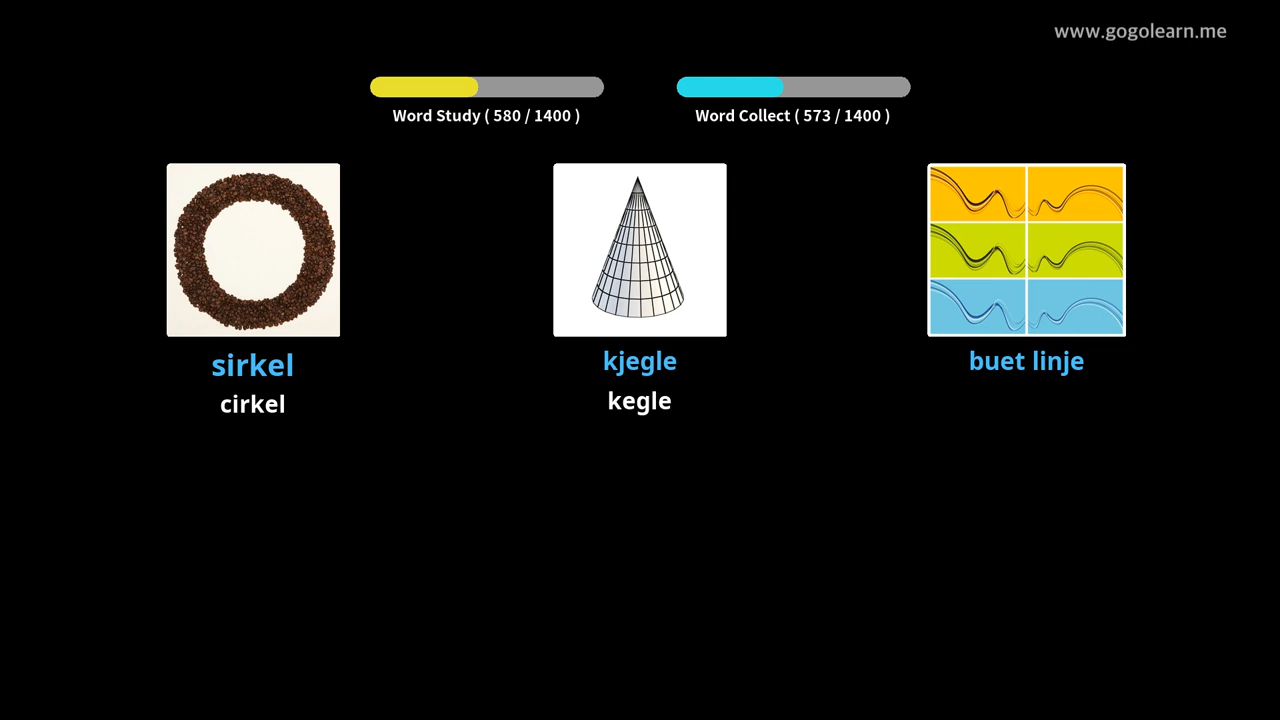 www.gogolearn.me
Word Study ( 580 / 1400 )
Word Collect ( 573 / 1400 )
sirkel
cirkel
kjegle
kegle
buet linje